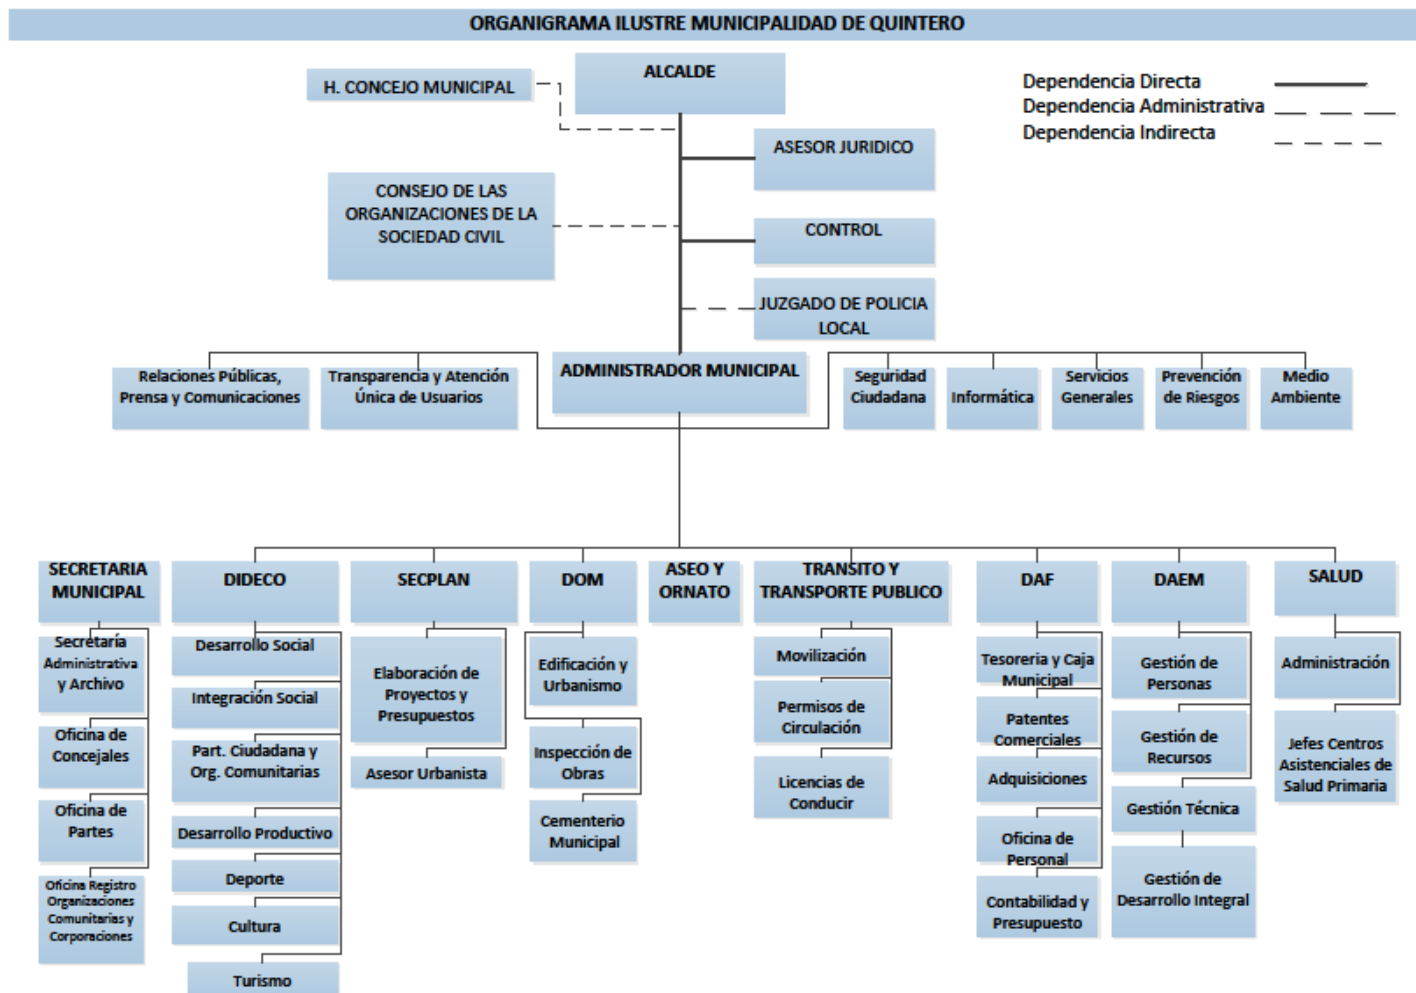 ORGANIGRAMA ILUSTRE MUNICIPALIDAD DE QUINTERO
ALCALDE
H. CONCEJO MUNICIPAL
Dependencia Directa
Dependencia Administrativa
Dependencia Indirecta
ASESOR JURIDICO
CONSEJO DE LAS
ORGANIZACIONES DE LA
SOCIEDAD CIVIL
CONTROL
JUZGADO DE POLICIA
LOCAL
ADMINISTRADOR MUNICIPAL
Relaciones Públicas,
Prensa y Comunicaciones
Transparencia y Atención
Única de Usuarios
Seguridad
Ciudadana
Informática
Servicios
Generales
Prevención
de Riesgos
Medio
Ambiente
SECRETARIA
MUNICIPAL
DIDECO
SECPLAN
DOM
ASEO Y
ORNATO
TRANSITO Y
TRANSPORTE PUBLICO
DAF
DAEM
SALUD
Secretaría
Administrativa
y Archivo
Oficina de
Concejales
Oficina de
Partes
Oficina Registro
Organizaciones
Comunitarias y
Corporaciones
Desarrollo Social
Integración Social
Part. Ciudadana y
Org. Comunitarias
Desarrollo Productivo
Deporte
Cultura
Turismo
Elaboración de
Proyectos y
Presupuestos
Asesor Urbanista
Edificación y
Urbanismo
Inspección de
Obras
Cementerio
Municipal
Movilización
Permisos de
Circulación
Licencias de
Conducir
Tesoreria y Caja
Municipal
Patentes
Comerciales
Adquisiciones
Oficina de
Personal
Contabilidad y
Presupuesto
Gestión de
Personas
Gestión de
Recursos
Gestión Técnica
Gestión de
Desarrollo Integral
Administración
Jefes Centros
Asistenciales de
Salud Primaria